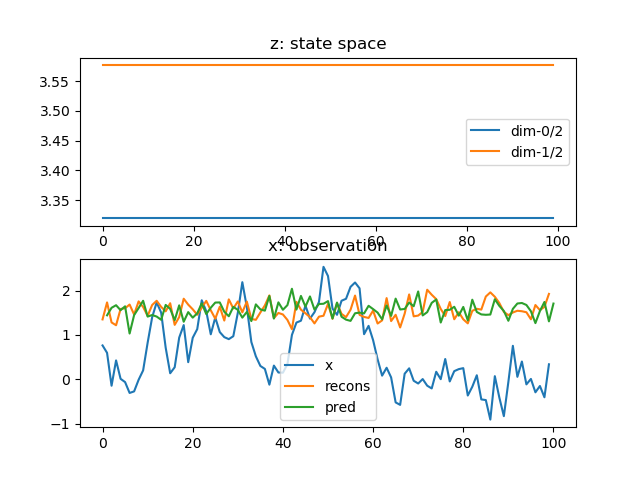 z: state space
3.55
3.50
3.45
3.40
3.35
dim-0/2
dim-1/2
0 20 40 60 80 100
x: observation
2
1
0
−1
x
recons
pred
0 20 40 60 80 100